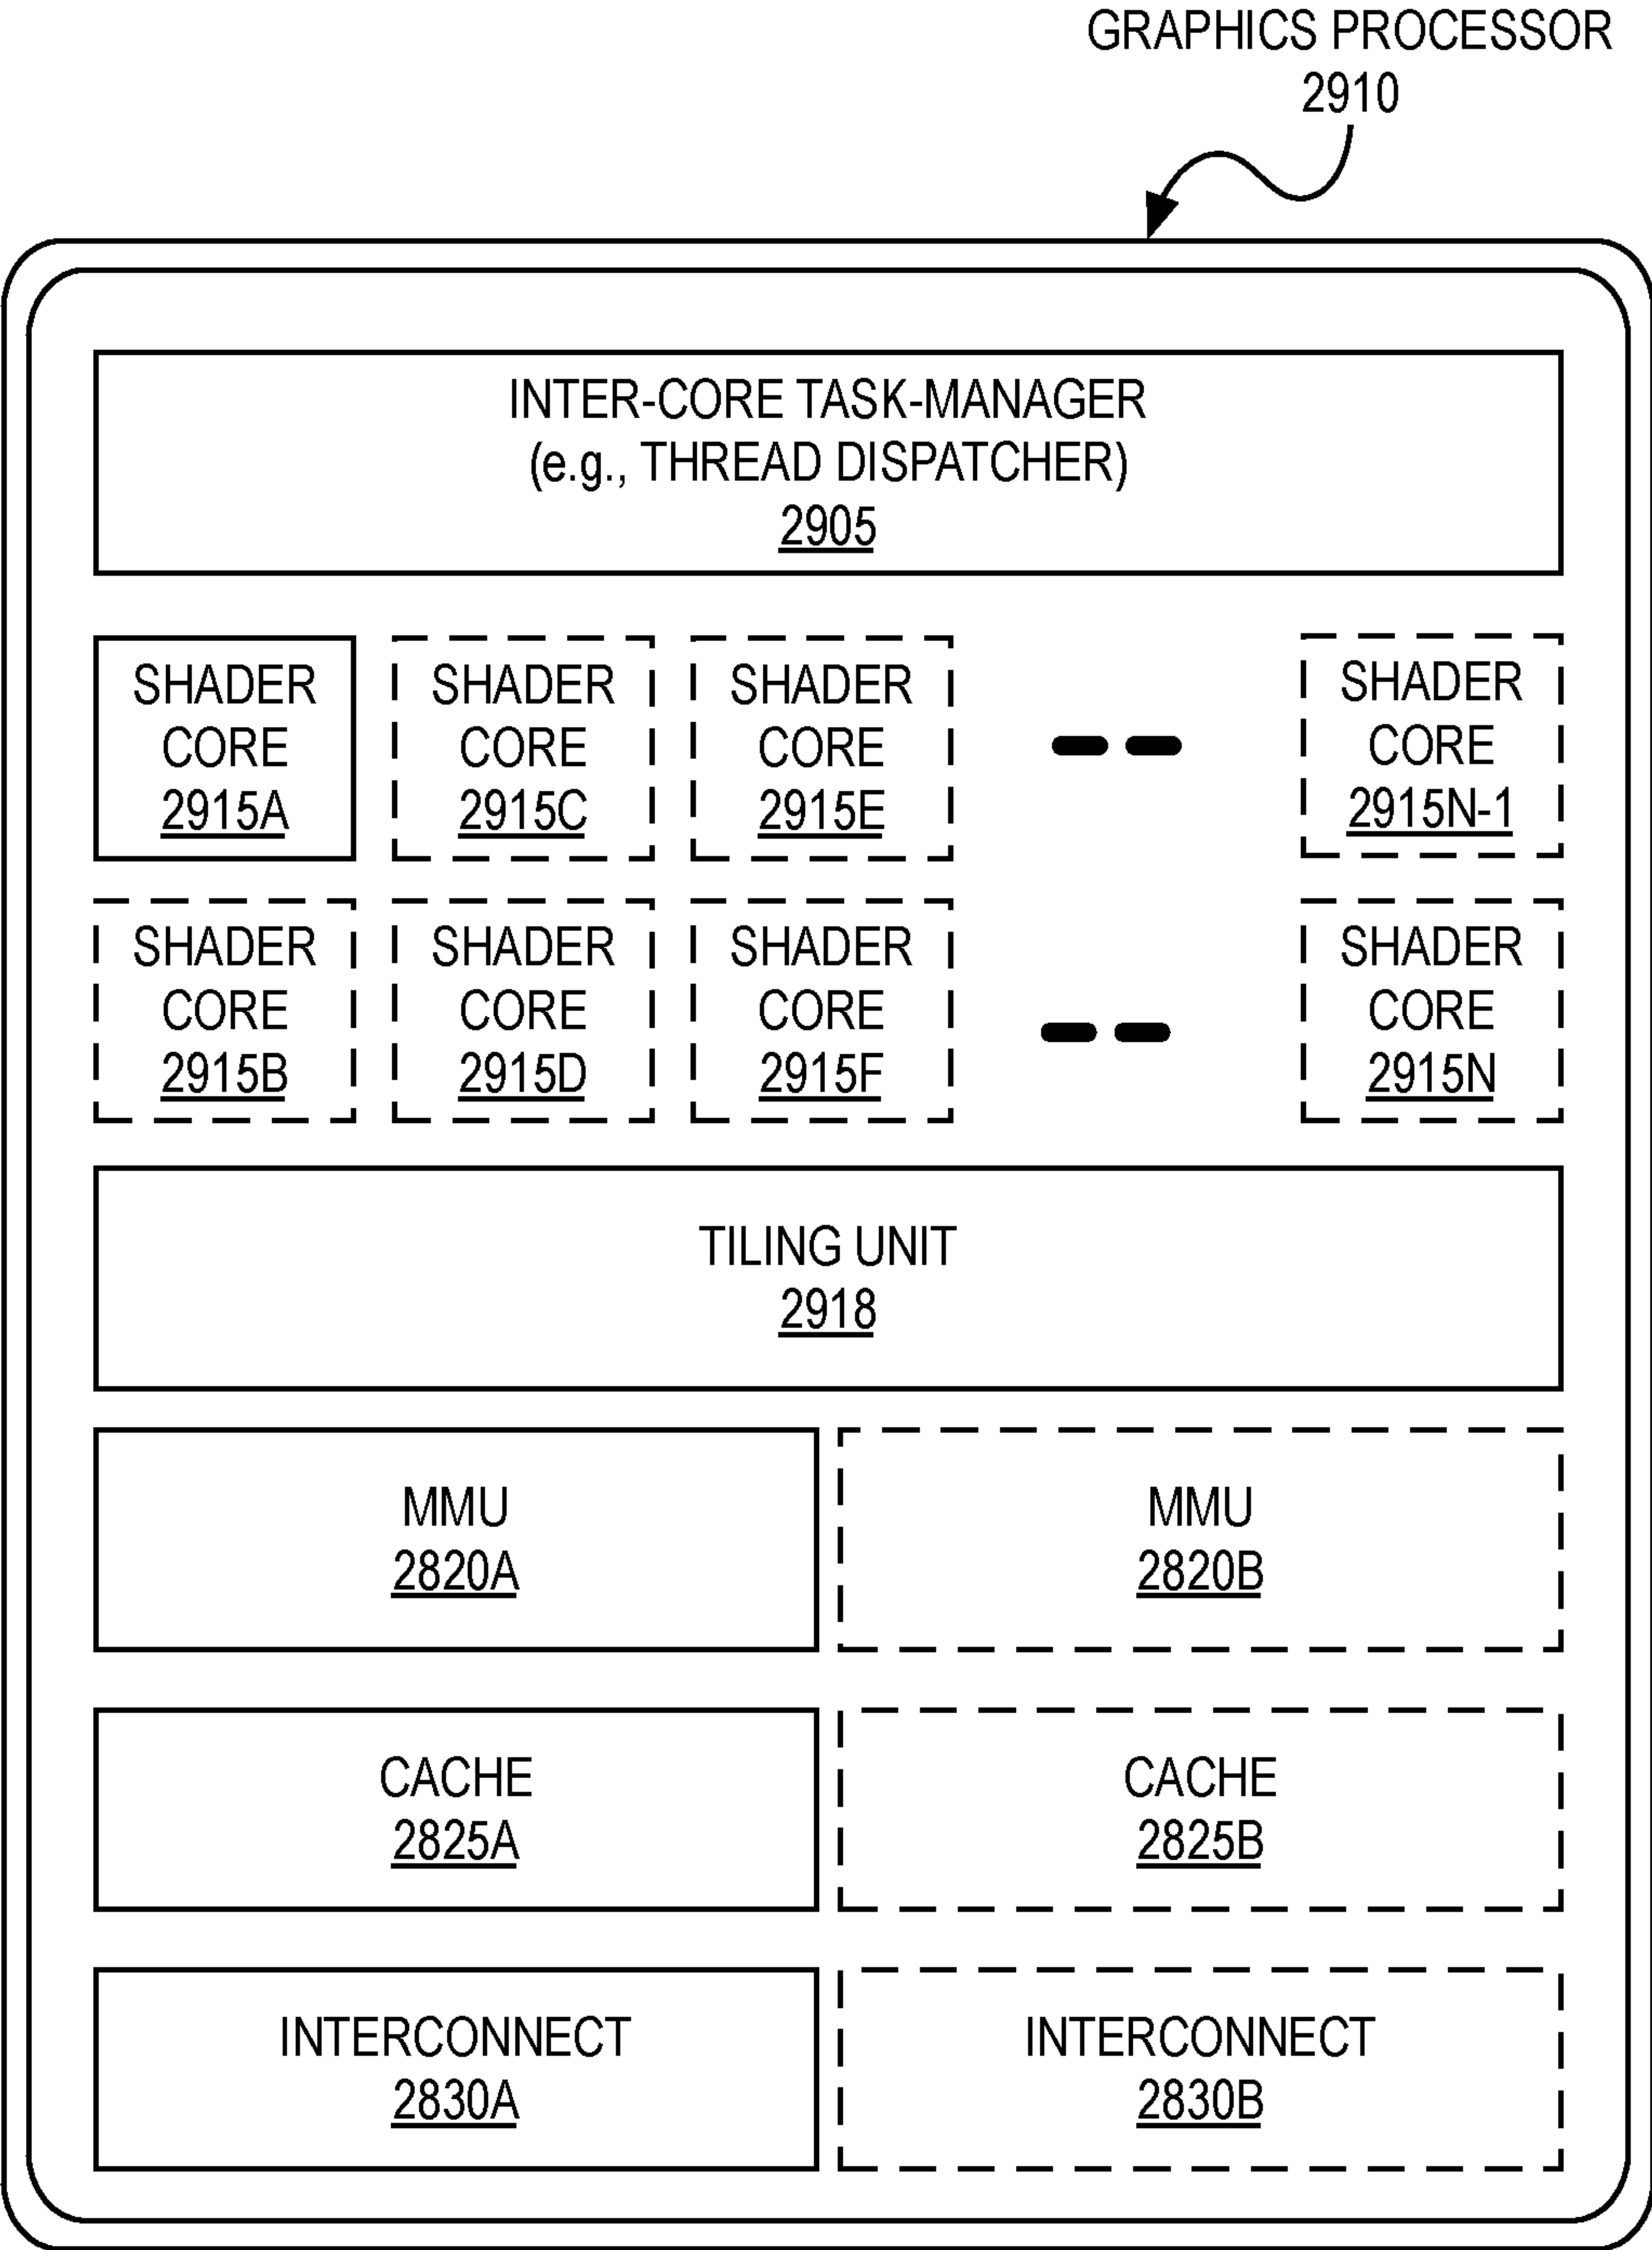 GRAPHICS PROCESSOR
2910
INTER-CORE TASK-MANAGER
(e.g., THREAD DISPATCHER)
2905
SHADER
CORE
2915A
SHADER
CORE
2915C
SHADER
CORE
2915E
SHADER
CORE
2915N-1
SHADER
CORE
2915B
SHADER
CORE
2915D
SHADER
CORE
2915F
SHADER
CORE
2915N
TILING UNIT
2918
MMU
2820A
MMU
2820B
CACHE
2825A
CACHE
2825B
INTERCONNECT
2830A
INTERCONNECT
2830B